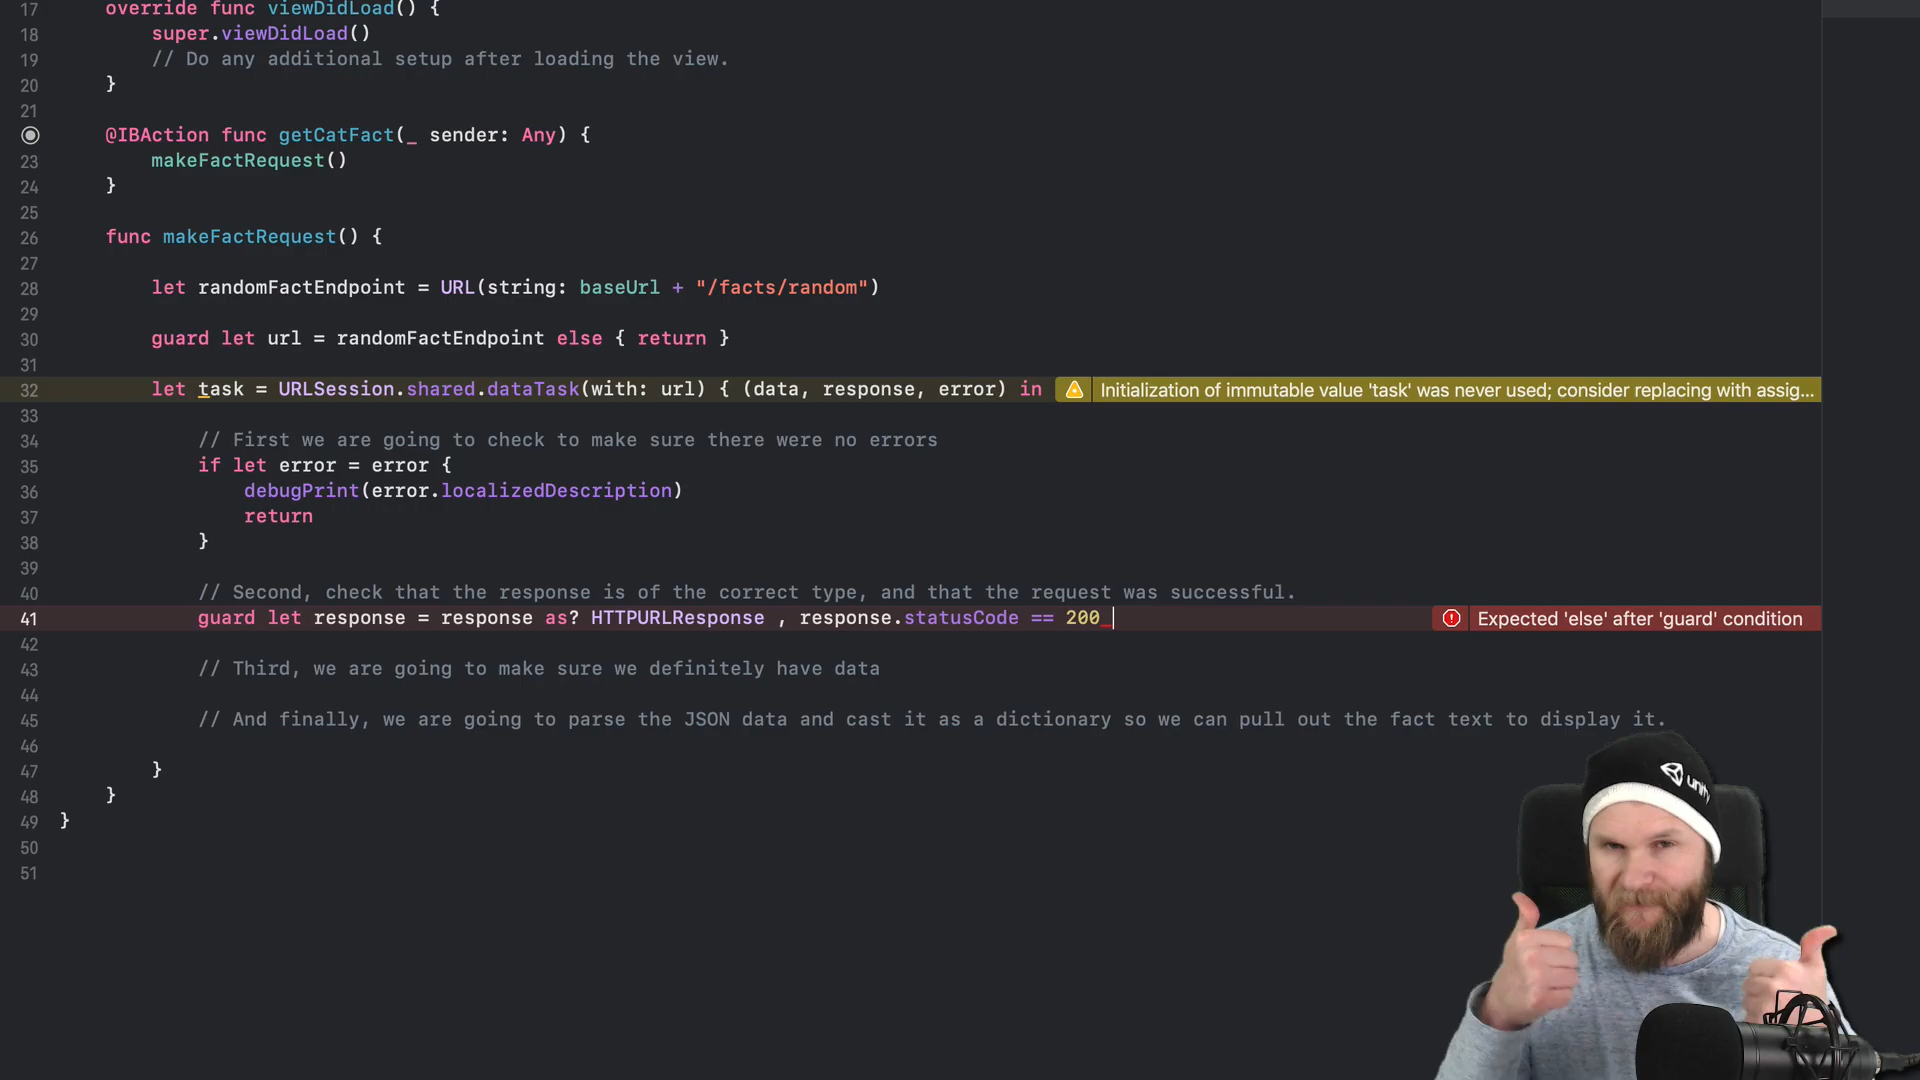 17 override func viewDidLoad() {
18 super.viewDidLoad()
19 // Do any additional setup after loading the view.
20 }
21
@IBAction func getCatFact(_ sender: Any) {
23 makeFactRequest()
24 }
25
26 func makeFactRequest() {
27
28 let randomFactEndpoint = URL(string: baseUrl + "/facts/random")
29
30 guard let url = randomFactEndpoint else { return }
31
32 let task = URLSession.shared.dataTask(with: url) { (data, response, error) in Initialization of immutable value 'task' was never used; consider replacing with assig...
33
34 // First we are going to check to make sure there were no errors
35 if let error = error {
36 debugPrint(error.localizedDescription)
37 return
38 }
39
40 // Second, check that the response is of the correct type, and that the request was successful.
41 guard let response = response as? HTTPURLResponse , response.statusCode == 200 Expected 'else' after 'guard' condition
42
43 // Third, we are going to make sure we definitely have data
44
45 // And finally, we are going to parse the JSON data and cast it as a dictionary so we can pull out the fact text to display it.
46
47 }
48 }
49 }
50
51
unity